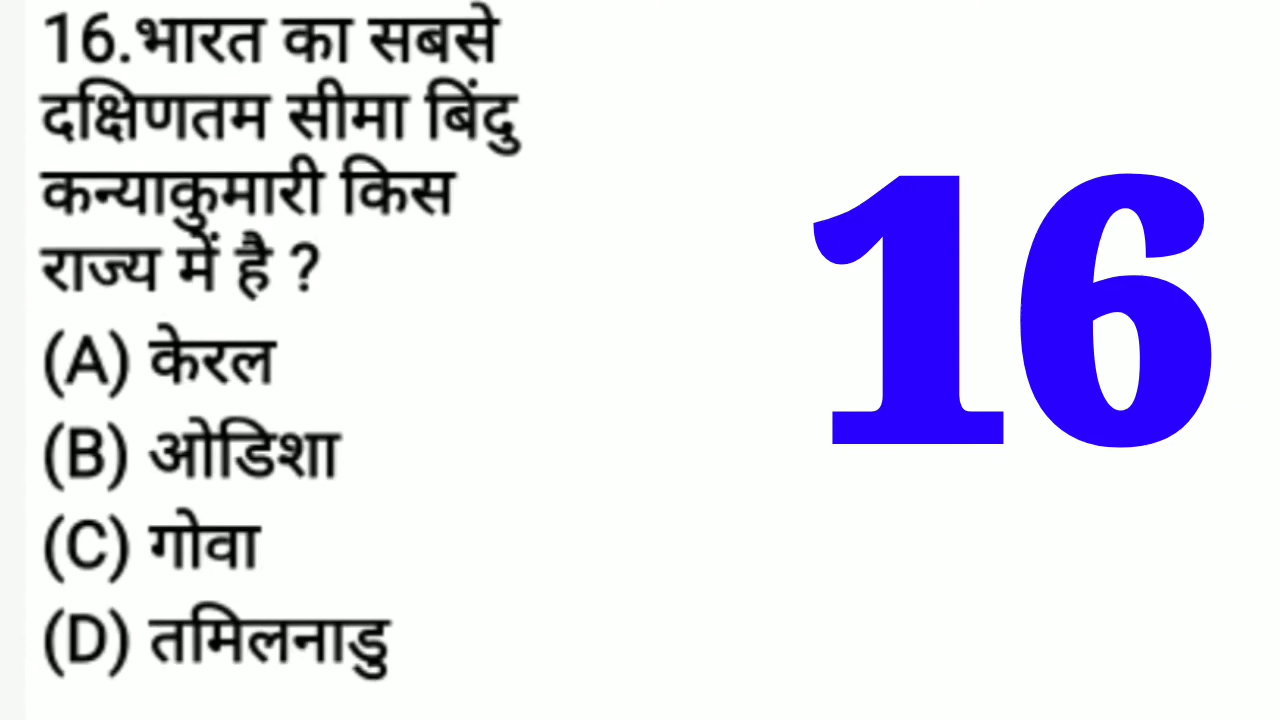 16.भारत का सबसे
दक्षिणतम सीमा बिंदु
कन्याकुमारी किस
राज्य में है ?
(A) केरल
(B) ओडिशा
(C) गोवा
(D) तमिलनाडु
16